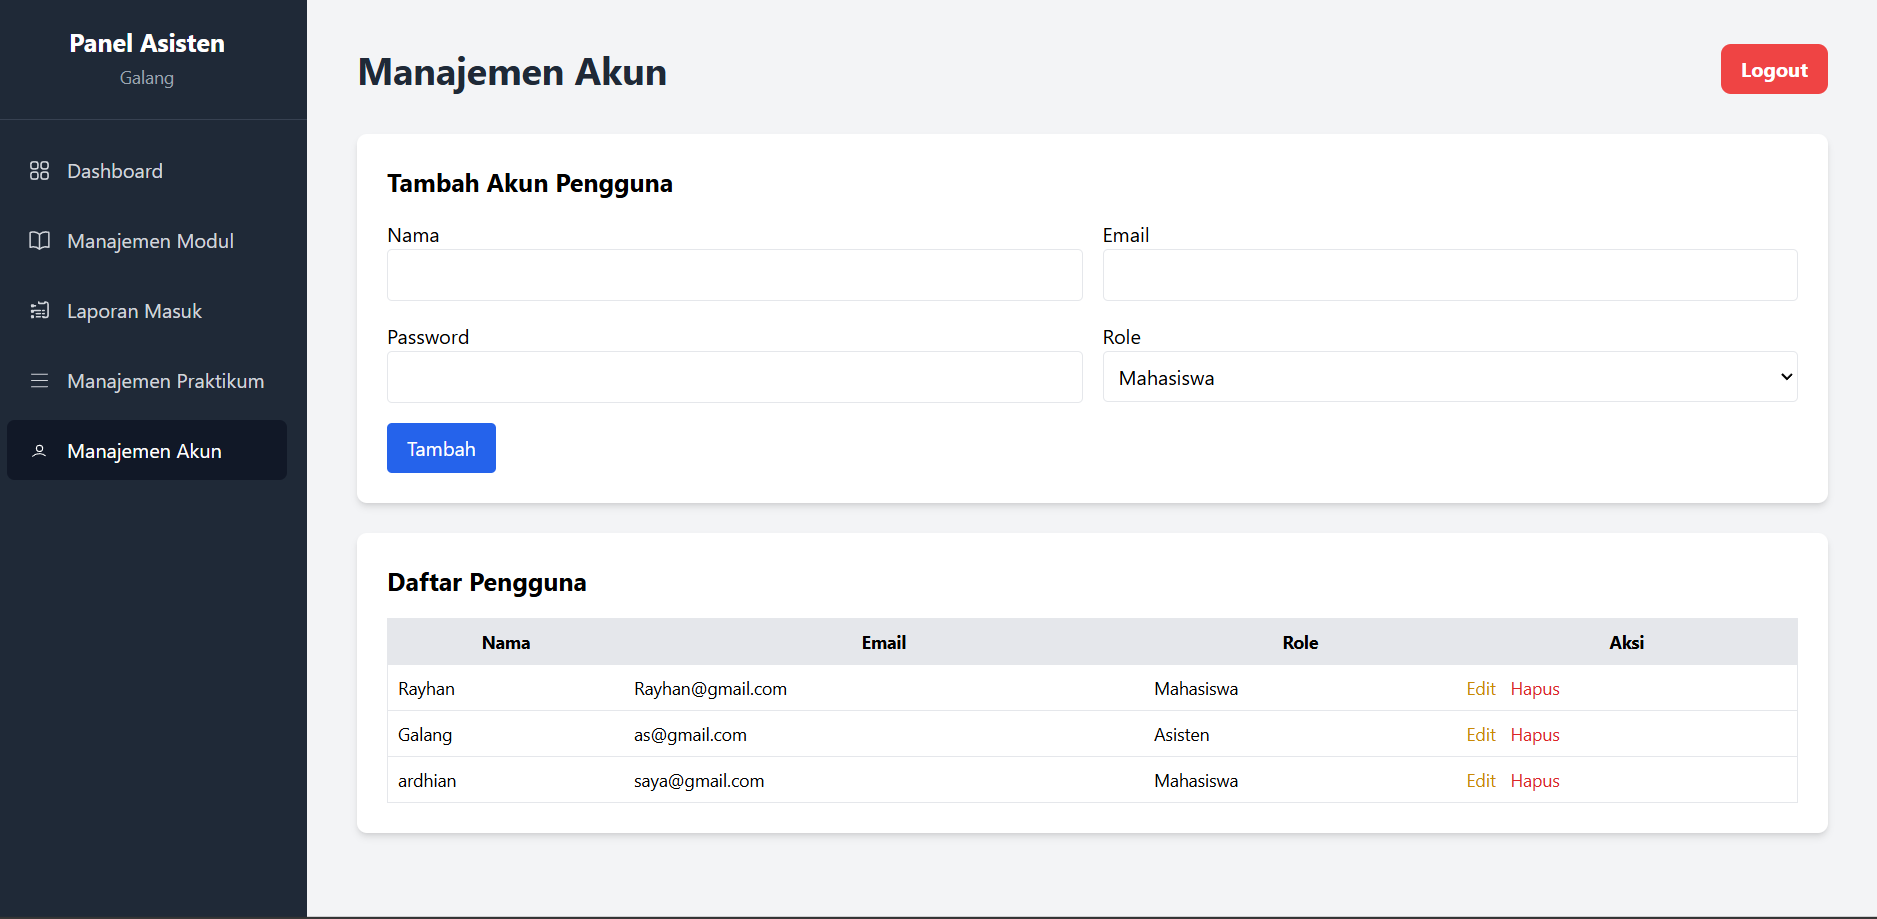 Panel Asisten
Galang
Dashboard
Manajemen Modul
Laporan Masuk
Manajemen Praktikum
Manajemen Akun
Manajemen Akun
Logout
Tambah Akun Pengguna
Nama Email
Password Role
Mahasiswa
Tambah
Daftar Pengguna
Nama Email Role Aksi
Rayhan Rayhan@gmail.com Mahasiswa Edit Hapus
Galang as@gmail.com Asisten Edit Hapus
ardhian saya@gmail.com Mahasiswa Edit Hapus